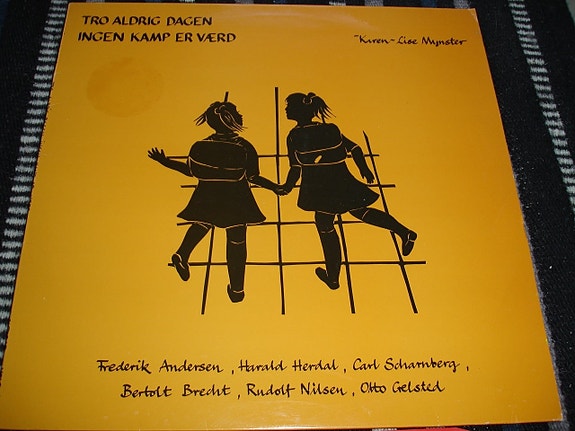 TRO ALDRIG DAGEN
INGEN KAMP ER VÆRD
Kiren-Lise Mynster
Frederik Andersen, Harald Herdal, Carl Scharnberg,
Bertolt Brecht, Rudolf Nilsen, Otto Gelsted